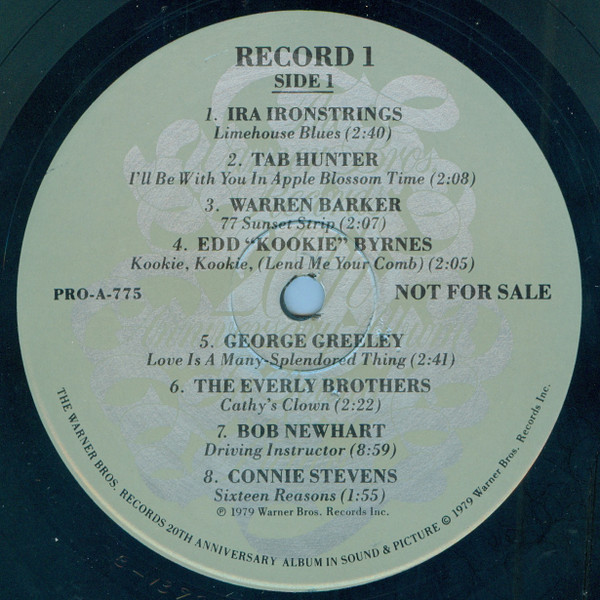 RECORD 1
SIDE 1
1. IRA IRONSTRINGS
Limehouse Blues (2:40)
2. TAB HUNTER
I'll Be With You In Apple Blossom Time (2:08)
3. WARREN BARKER
77 Sunset Strip (2:07)
4. EDD "KOOKIE" BYRNES
Kookie, Kookie, (Lend Me Your Comb) (2:05)
PRO-A-775
NOT FOR SALE
5. GEORGE GREELEY
Love Is A Many-Splendored Thing (2:41)
6. THE EVERLY BROTHERS
Cathy's Clown (2:22)
7. BOB NEWHART
Driving Instructor (8:59)
8. CONNIE STEVENS
Sixteen Reasons (1:55)
℗ 1979 Warner Bros. Records Inc.
THE WARNER BROS. RECORDS 20TH ANNIVERSARY ALBUM IN SOUND & PICTURE © 1979 Warner Bros. Records Inc.